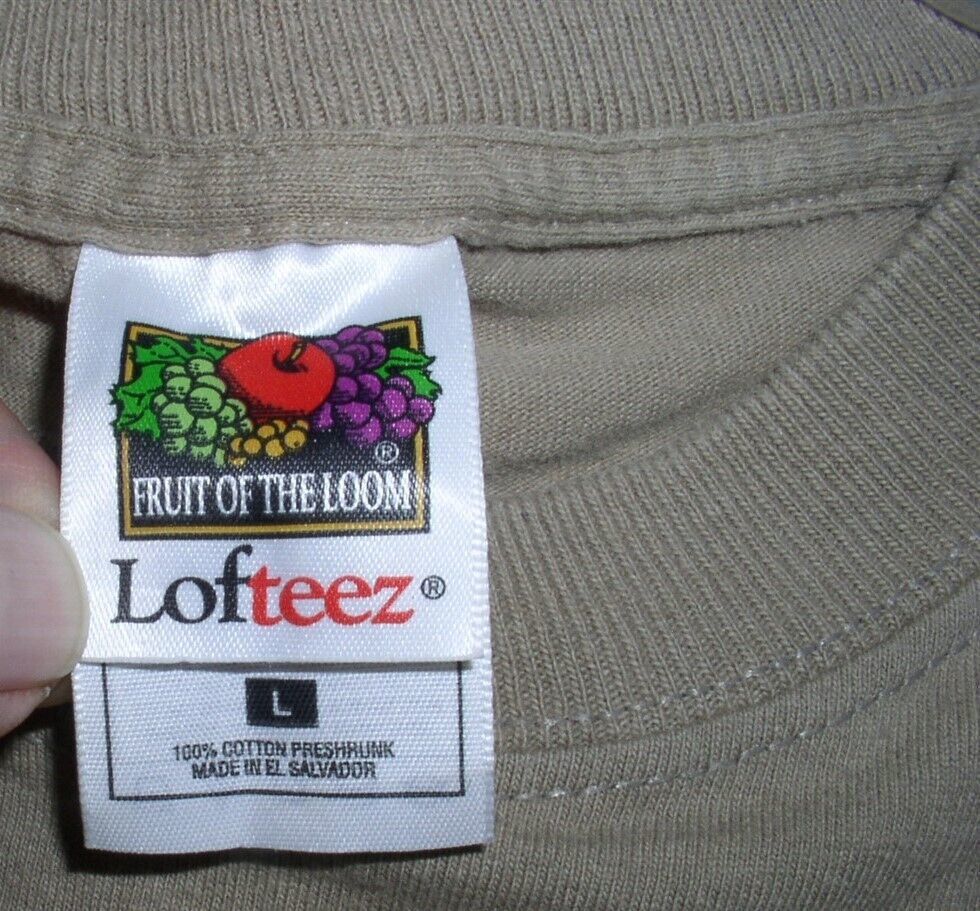 ®
FRUIT OF THE LOOM
Lofteez®
L
100% COTTON PRESHRUNK
MADE IN EL SALVADOR